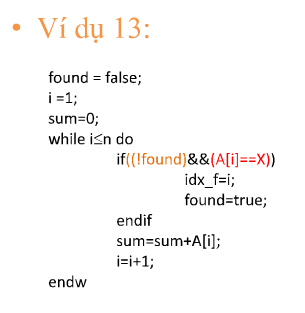 • Ví dụ 13:
found = false;
i =1;
sum=0;
while i≤n do
if((!found)&&(A[i]==X))
idx_f=i;
found=true;
endif
sum=sum+A[i];
i=i+1;
endw